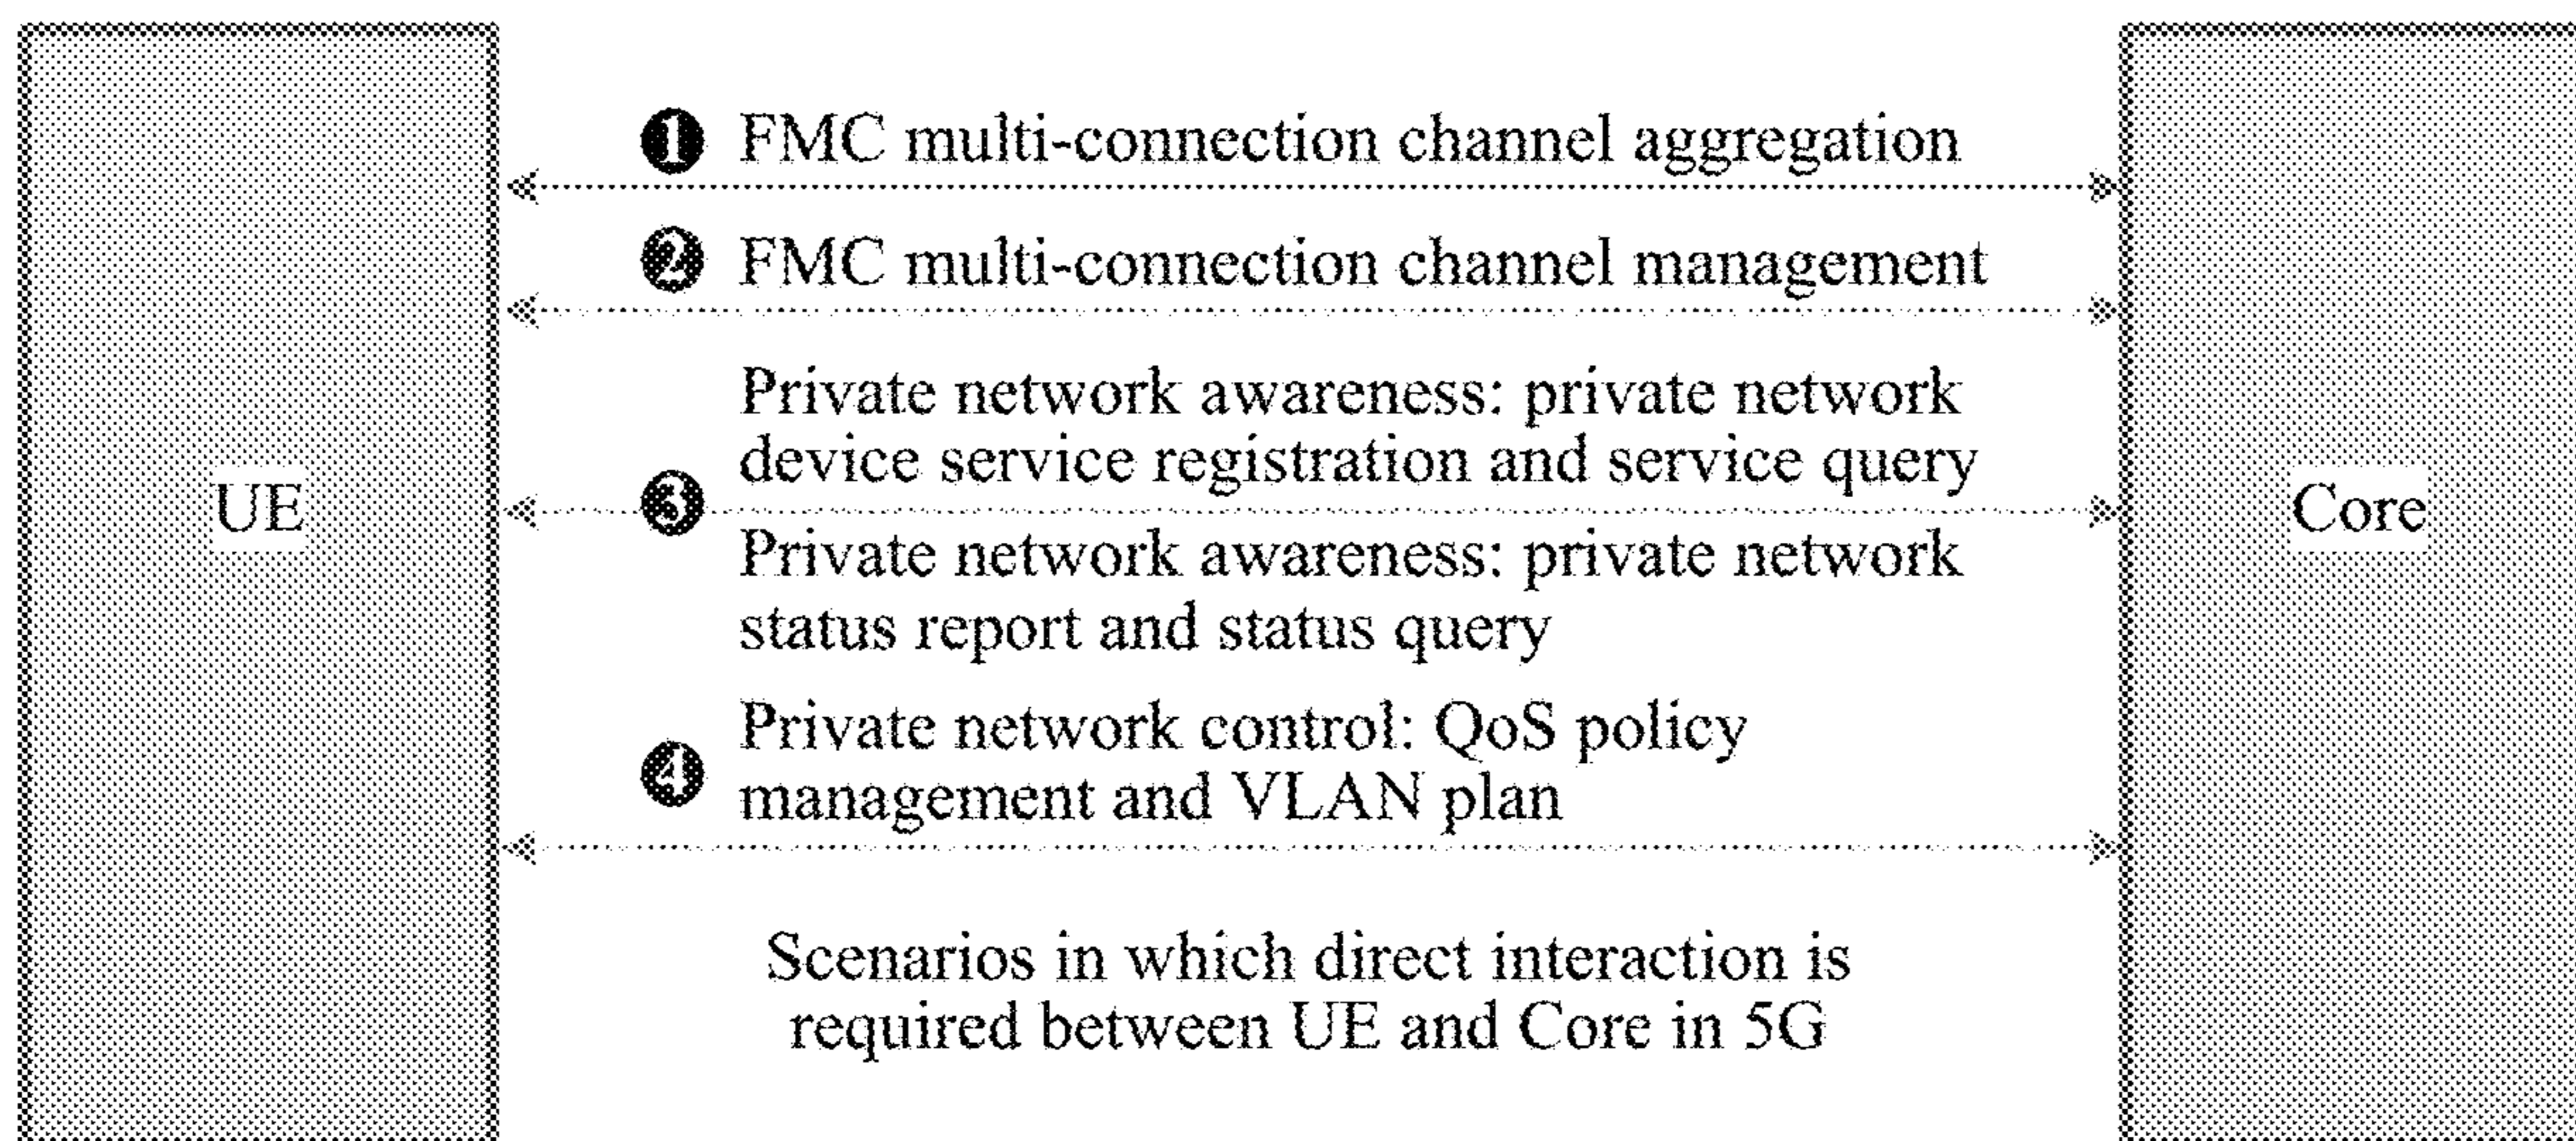 ❶ FMC multi-connection channel aggregation
❷ FMC multi-connection channel management
Private network awareness: private network
device service registration and service query
UE
❸
Core
Private network awareness: private network
status report and status query
Private network control: QoS policy
❹
management and VLAN plan
Scenarios in which direct interaction is
required between UE and Core in 5G